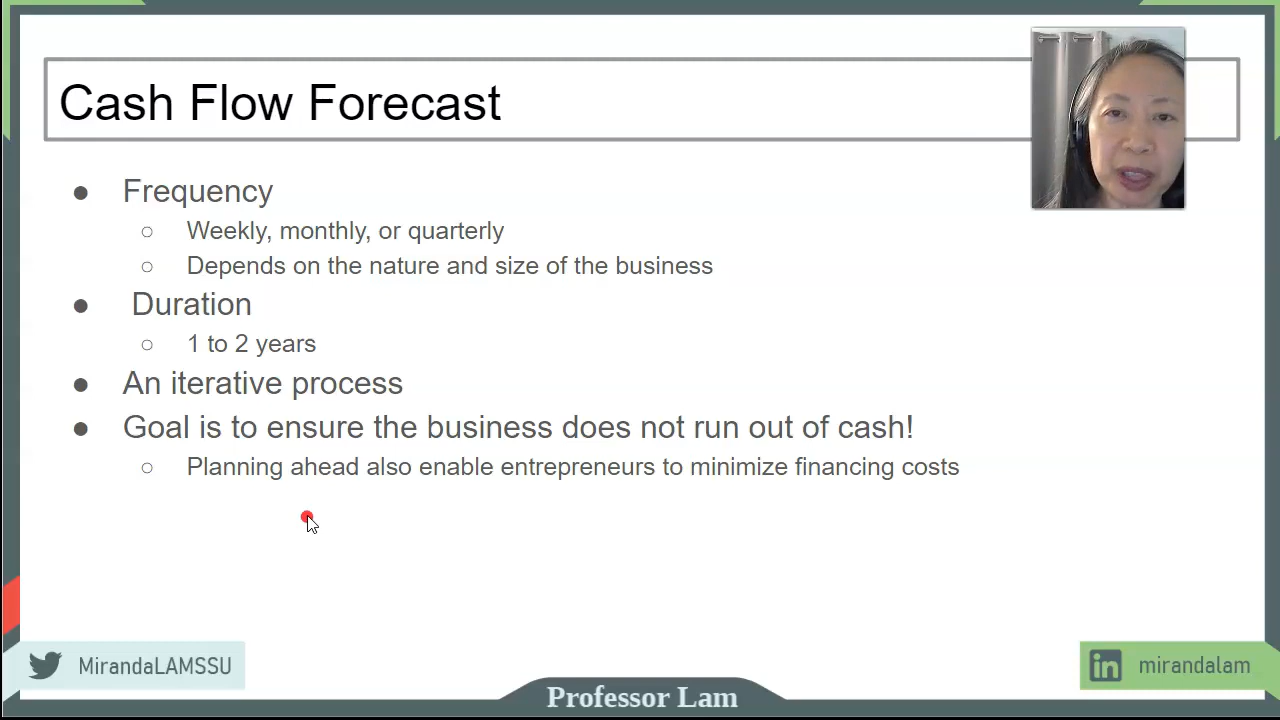 Cash Flow Forecast
● Frequency
○ Weekly, monthly, or quarterly
○ Depends on the nature and size of the business
● Duration
○ 1 to 2 years
● An iterative process
● Goal is to ensure the business does not run out of cash!
○ Planning ahead also enable entrepreneurs to minimize financing costs
MirandaLAMSSU
Professor Lam
in mirandalam